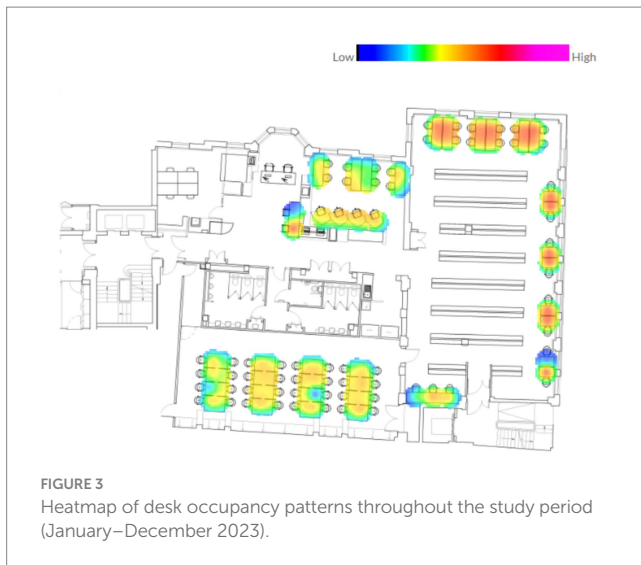 Low High
FIGURE 3
Heatmap of desk occupancy patterns throughout the study period
(January–December 2023).